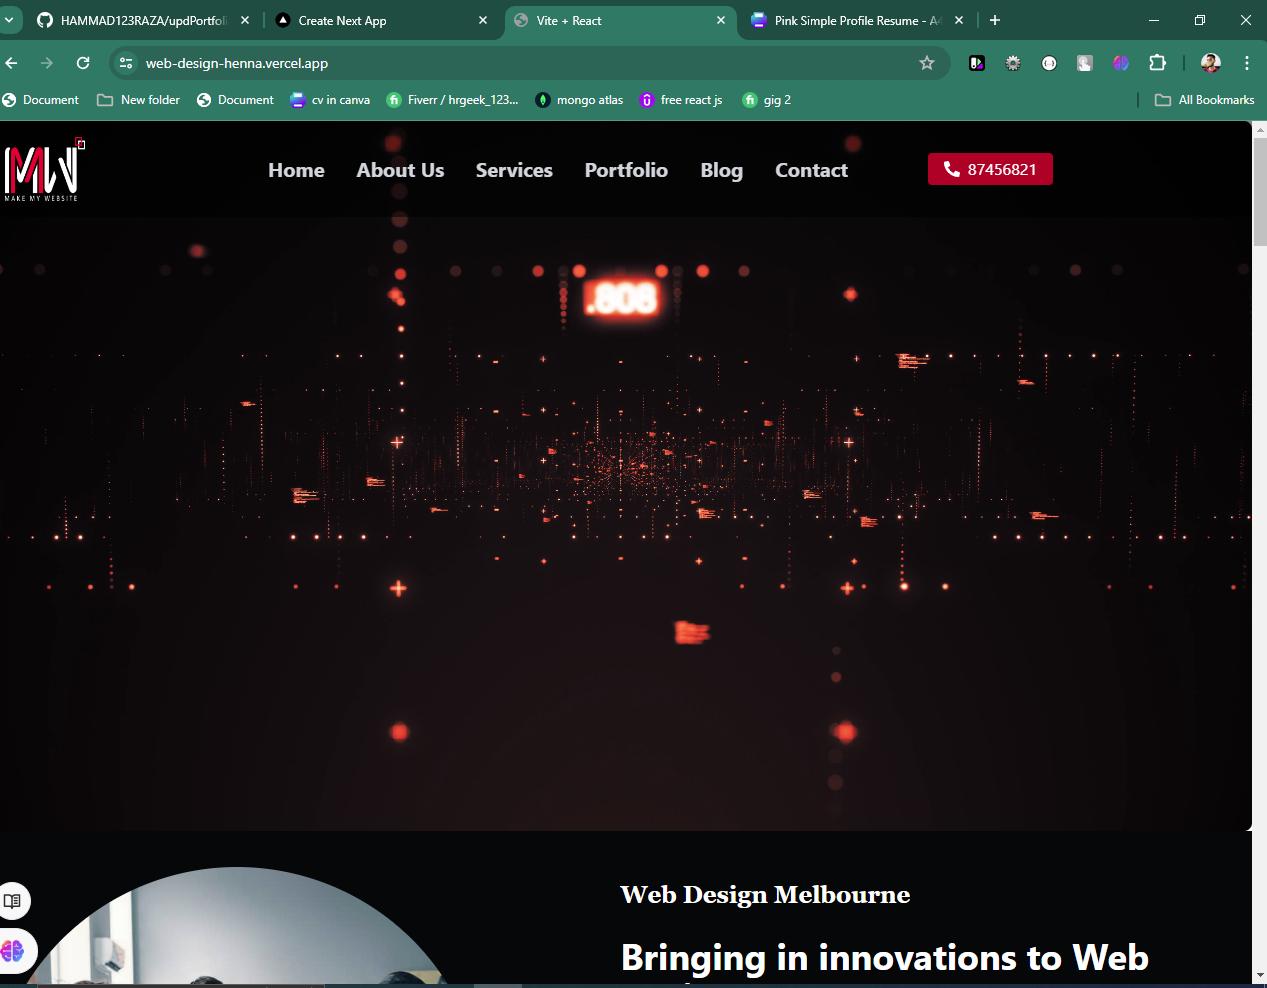 HAMMAD123RAZA/updPortfoli
Create Next App
Vite + React
Pink Simple Profile Resume - A4
web-design-henna.vercel.app
Document
New folder
Document
cv in canva
Fiverr / hrgeek_123...
mongo atlas
free react js
gig 2
All Bookmarks
MW
MAKE MY WEBSITE
Home
About Us
Services
Portfolio
Blog
Contact
87456821
.808
Web Design Melbourne
Bringing in innovations to Web